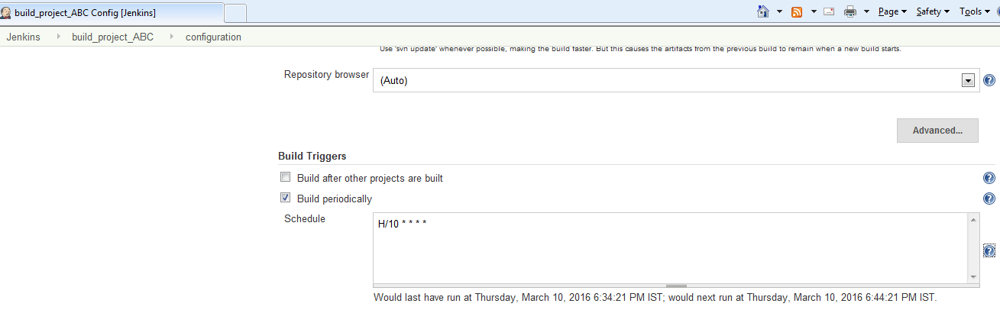 build_project_ABC Config [Jenkins]
Page Safety Tools
Jenkins build_project_ABC configuration
Use 'svn update' whenever possible, making the build faster. But this causes the artifacts from the previous build to remain when a new build starts.
Repository browser (Auto)
Advanced...
Build Triggers
Build after other projects are built
Build periodically
Schedule H/10 * * * *
Would last have run at Thursday, March 10, 2016 6:34:21 PM IST; would next run at Thursday, March 10, 2016 6:44:21 PM IST.